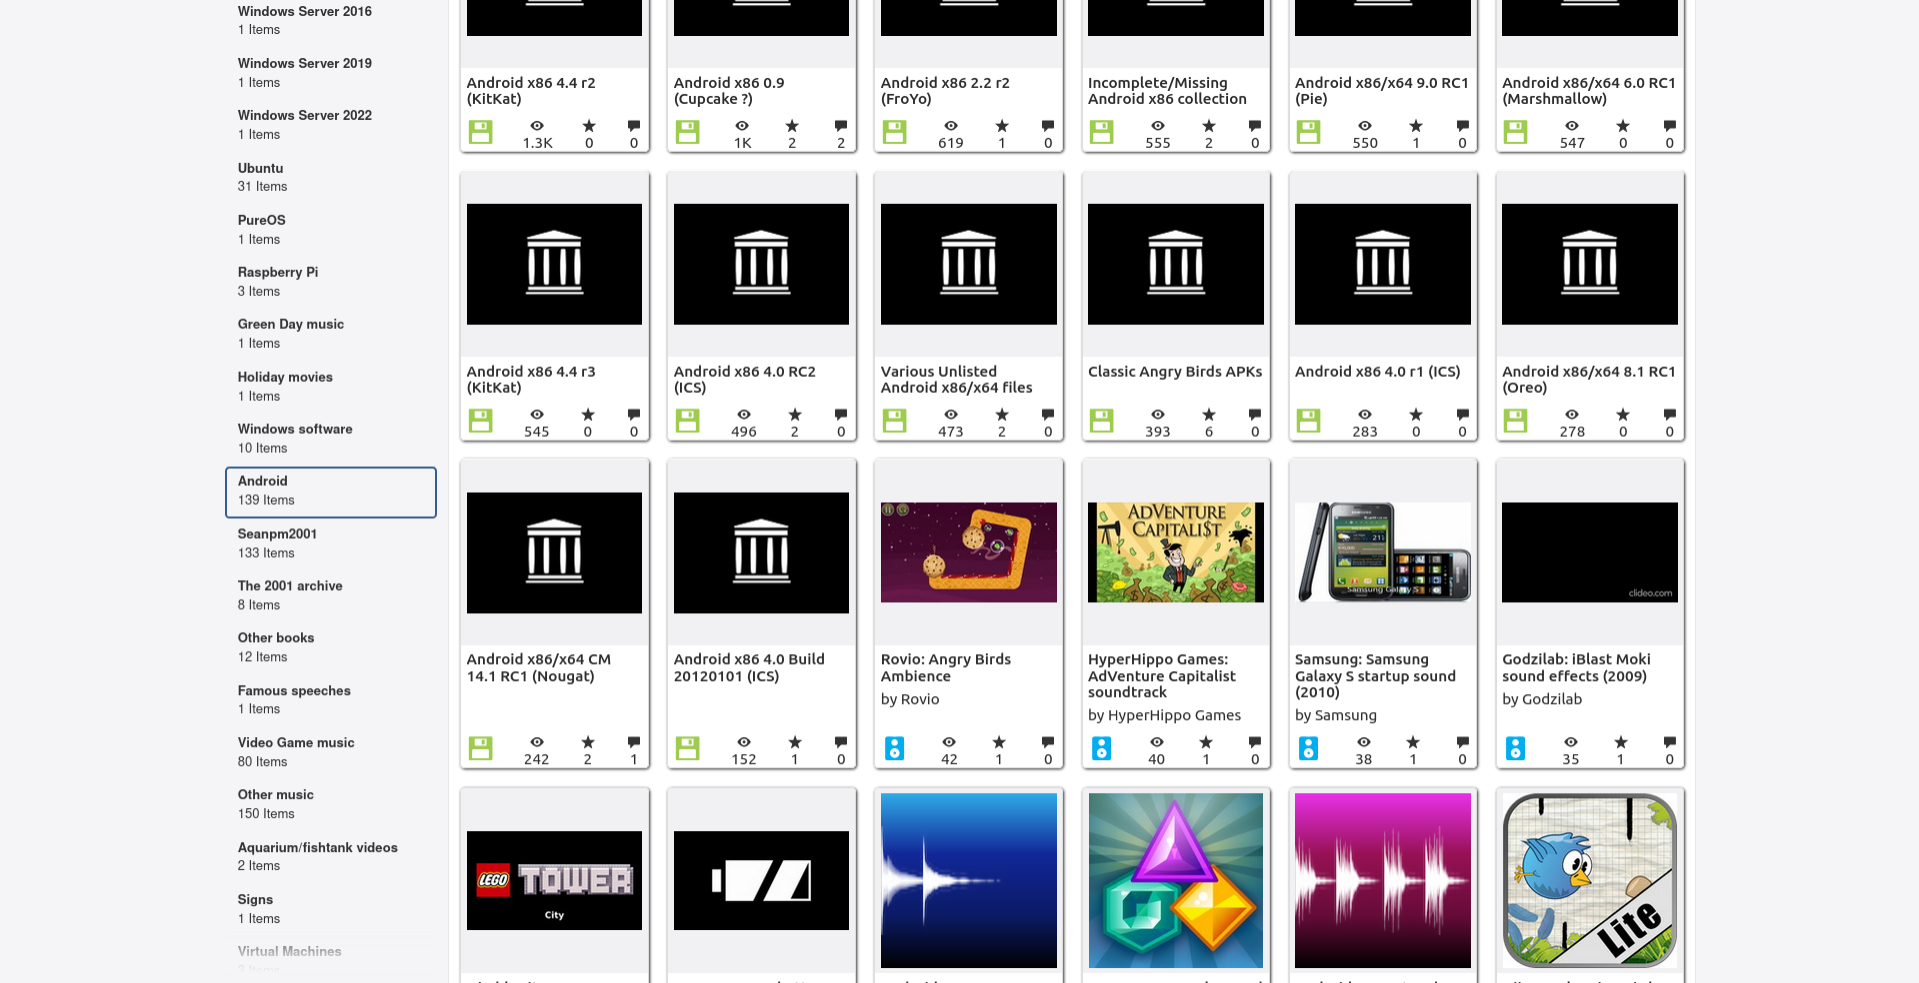 Windows Server 2016
1 Items
Windows Server 2019
1 Items
Windows Server 2022
1 Items
Ubuntu
31 Items
PureOS
1 Items
Raspberry Pi
3 Items
Green Day music
1 Items
Holiday movies
1 Items
Windows software
10 Items
Android
139 Items
Seanpm2001
133 Items
The 2001 archive
8 Items
Other books
12 Items
Famous speeches
1 Items
Video Game music
80 Items
Other music
150 Items
Aquarium/fishtank videos
2 Items
Signs
1 Items
Virtual Machines
Android x86 4.4 r2
(KitKat)
1.3K 0 0
Android x86 0.9
(Cupcake ?)
1K 2 2
Android x86 2.2 r2
(FroYo)
619 1 0
Incomplete/Missing
Android x86 collection
555 2 0
Android x86/x64 9.0 RC1
(Pie)
550 1 0
Android x86/x64 6.0 RC1
(Marshmallow)
547 0 0
Android x86 4.4 r3
(KitKat)
545 0 0
Android x86 4.0 RC2
(ICS)
496 2 0
Various Unlisted
Android x86/x64 files
473 2 0
Classic Angry Birds APKs
393 6 0
Android x86 4.0 r1 (ICS)
283 0 0
Android x86/x64 8.1 RC1
(Oreo)
278 0 0
Android x86/x64 CM
14.1 RC1 (Nougat)
242 2 1
Android x86 4.0 Build
20120101 (ICS)
152 1 0
Rovio: Angry Birds
Ambience
by Rovio
42 1 0
ADVENTURE
CAPITALI$T
HyperHippo Games:
AdVenture Capitalist
soundtrack
by HyperHippo Games
40 1 0
Samsung Galaxy S
Samsung: Samsung
Galaxy S startup sound
(2010)
by Samsung
38 1 0
clideo.com
Godzilab: iBlast Moki
sound effects (2009)
by Godzilab
35 1 0
LEGO TOWER
City
Lite